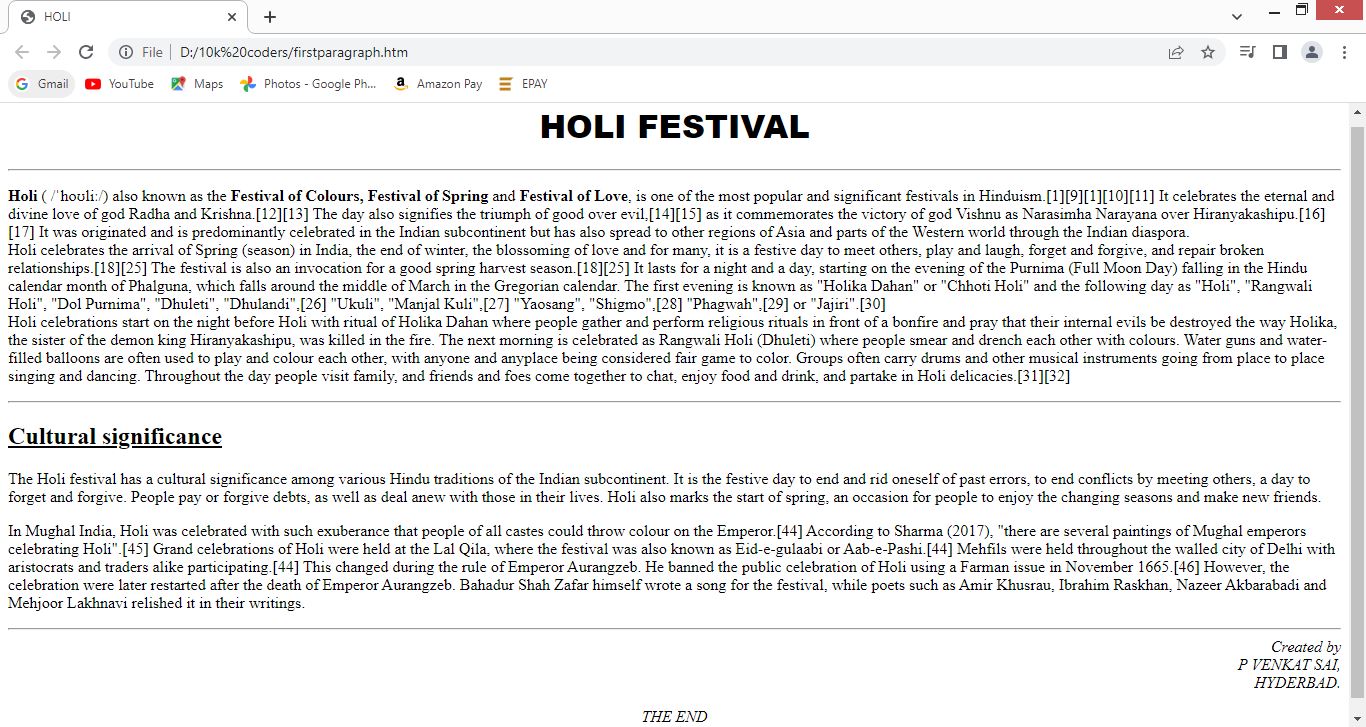 HOLI
File D:/10k%20coders/firstparagraph.htm
Gmail YouTube Maps Photos - Google Ph... Amazon Pay EPAY
HOLI FESTIVAL
Holi ( /ˈhoʊliː/) also known as the Festival of Colours, Festival of Spring and Festival of Love, is one of the most popular and significant festivals in Hinduism.[1][9][1][10][11] It celebrates the eternal and
divine love of god Radha and Krishna.[12][13] The day also signifies the triumph of good over evil,[14][15] as it commemorates the victory of god Vishnu as Narasimha Narayana over Hiranyakashipu.[16]
[17] It was originated and is predominantly celebrated in the Indian subcontinent but has also spread to other regions of Asia and parts of the Western world through the Indian diaspora.
Holi celebrates the arrival of Spring (season) in India, the end of winter, the blossoming of love and for many, it is a festive day to meet others, play and laugh, forget and forgive, and repair broken
relationships.[18][25] The festival is also an invocation for a good spring harvest season.[18][25] It lasts for a night and a day, starting on the evening of the Purnima (Full Moon Day) falling in the Hindu
calendar month of Phalguna, which falls around the middle of March in the Gregorian calendar. The first evening is known as "Holika Dahan" or "Chhoti Holi" and the following day as "Holi", "Rangwali
Holi", "Dol Purnima", "Dhuleti", "Dhulandi",[26] "Ukuli", "Manjal Kuli",[27] "Yaosang", "Shigmo",[28] "Phagwah",[29] or "Jajiri".[30]
Holi celebrations start on the night before Holi with ritual of Holika Dahan where people gather and perform religious rituals in front of a bonfire and pray that their internal evils be destroyed the way Holika,
the sister of the demon king Hiranyakashipu, was killed in the fire. The next morning is celebrated as Rangwali Holi (Dhuleti) where people smear and drench each other with colours. Water guns and water-
filled balloons are often used to play and colour each other, with anyone and anyplace being considered fair game to color. Groups often carry drums and other musical instruments going from place to place
singing and dancing. Throughout the day people visit family, and friends and foes come together to chat, enjoy food and drink, and partake in Holi delicacies.[31][32]
Cultural significance
The Holi festival has a cultural significance among various Hindu traditions of the Indian subcontinent. It is the festive day to end and rid oneself of past errors, to end conflicts by meeting others, a day to
forget and forgive. People pay or forgive debts, as well as deal anew with those in their lives. Holi also marks the start of spring, an occasion for people to enjoy the changing seasons and make new friends.
In Mughal India, Holi was celebrated with such exuberance that people of all castes could throw colour on the Emperor.[44] According to Sharma (2017), "there are several paintings of Mughal emperors
celebrating Holi".[45] Grand celebrations of Holi were held at the Lal Qila, where the festival was also known as Eid-e-gulaabi or Aab-e-Pashi.[44] Mehfils were held throughout the walled city of Delhi with
aristocrats and traders alike participating.[44] This changed during the rule of Emperor Aurangzeb. He banned the public celebration of Holi using a Farman issue in November 1665.[46] However, the
celebration were later restarted after the death of Emperor Aurangzeb. Bahadur Shah Zafar himself wrote a song for the festival, while poets such as Amir Khusrau, Ibrahim Raskhan, Nazeer Akbarabadi and
Mehjoor Lakhnavi relished it in their writings.
Created by
P VENKAT SAI,
HYDERBAD.
THE END